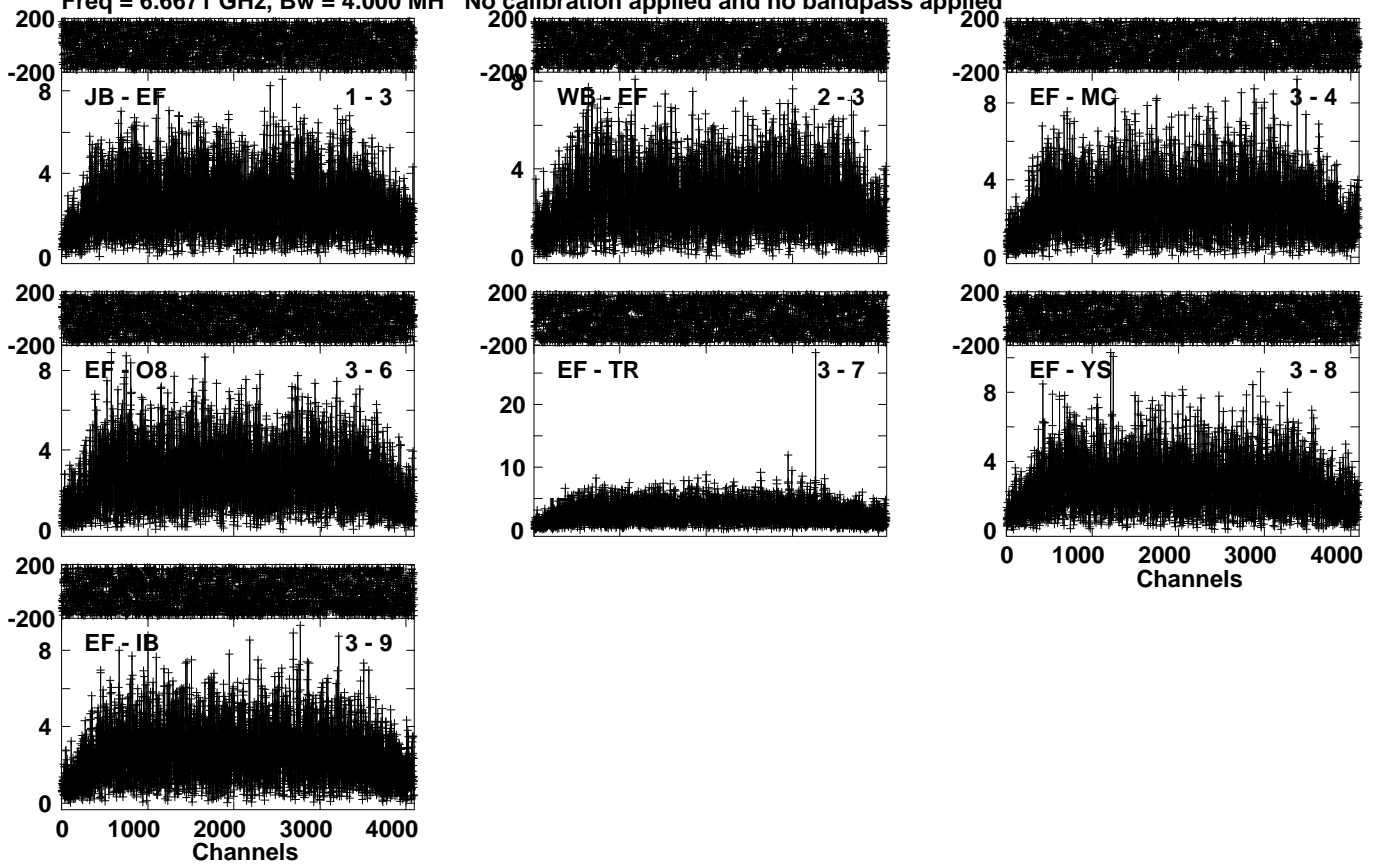 Freq = 6.6671 GHz, Bw = 4.000 MH No calibration applied and no bandpass applied
200
-200
8
4
0
JB - EF 1 - 3
200
-200
8
4
0
WB - EF 2 - 3
200
-200
8
4
0
EF - MC 3 - 4
200
-200
8
4
0
EF - O8 3 - 6
200
-200
20
10
0
EF - TR 3 - 7
200
-200
8
4
0
EF - YS 3 - 8
0 1000 2000 3000 4000
Channels
200
-200
8
4
0
EF - IB 3 - 9
0 1000 2000 3000 4000
Channels